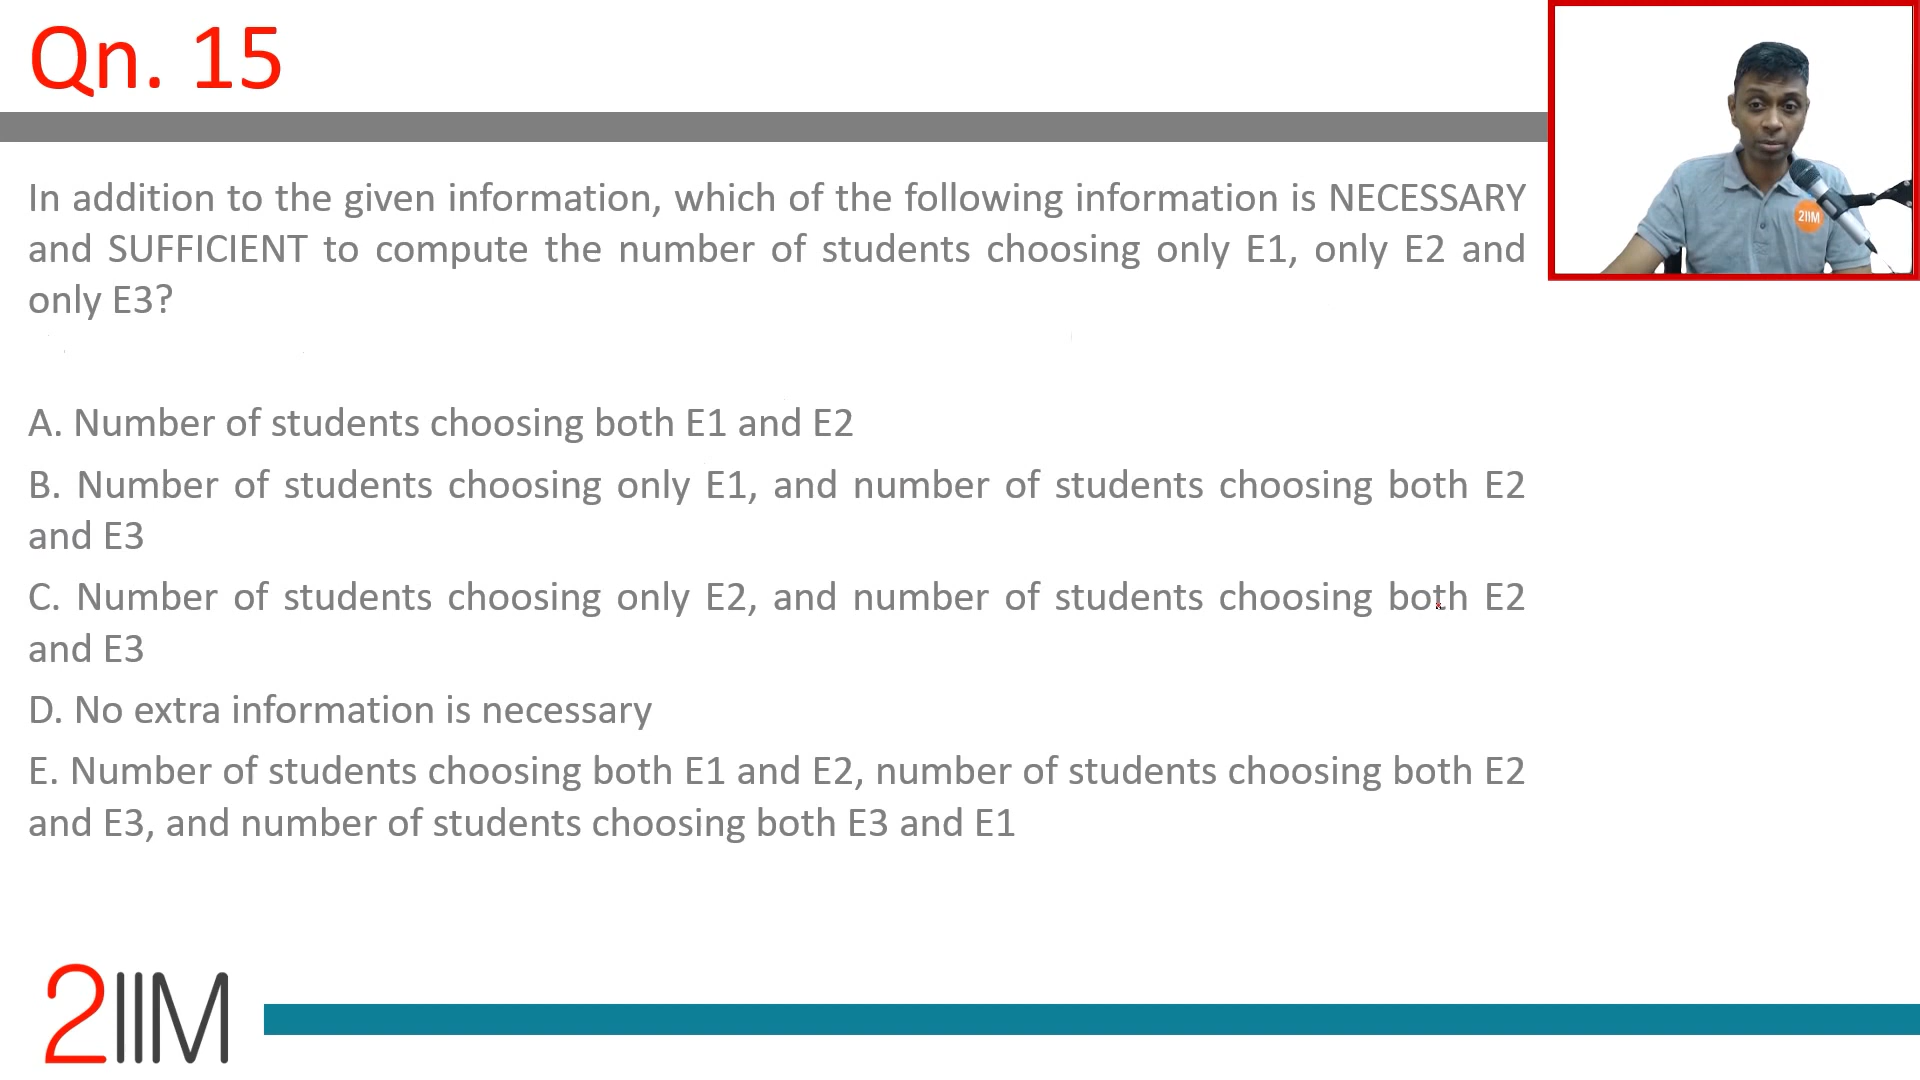 Qn. 15
2IIM
In addition to the given information, which of the following information is NECESSARY
and SUFFICIENT to compute the number of students choosing only E1, only E2 and
only E3?
A. Number of students choosing both E1 and E2
B. Number of students choosing only E1, and number of students choosing both E2
and E3
C. Number of students choosing only E2, and number of students choosing both E2
and E3
D. No extra information is necessary
E. Number of students choosing both E1 and E2, number of students choosing both E2
and E3, and number of students choosing both E3 and E1
2IIM